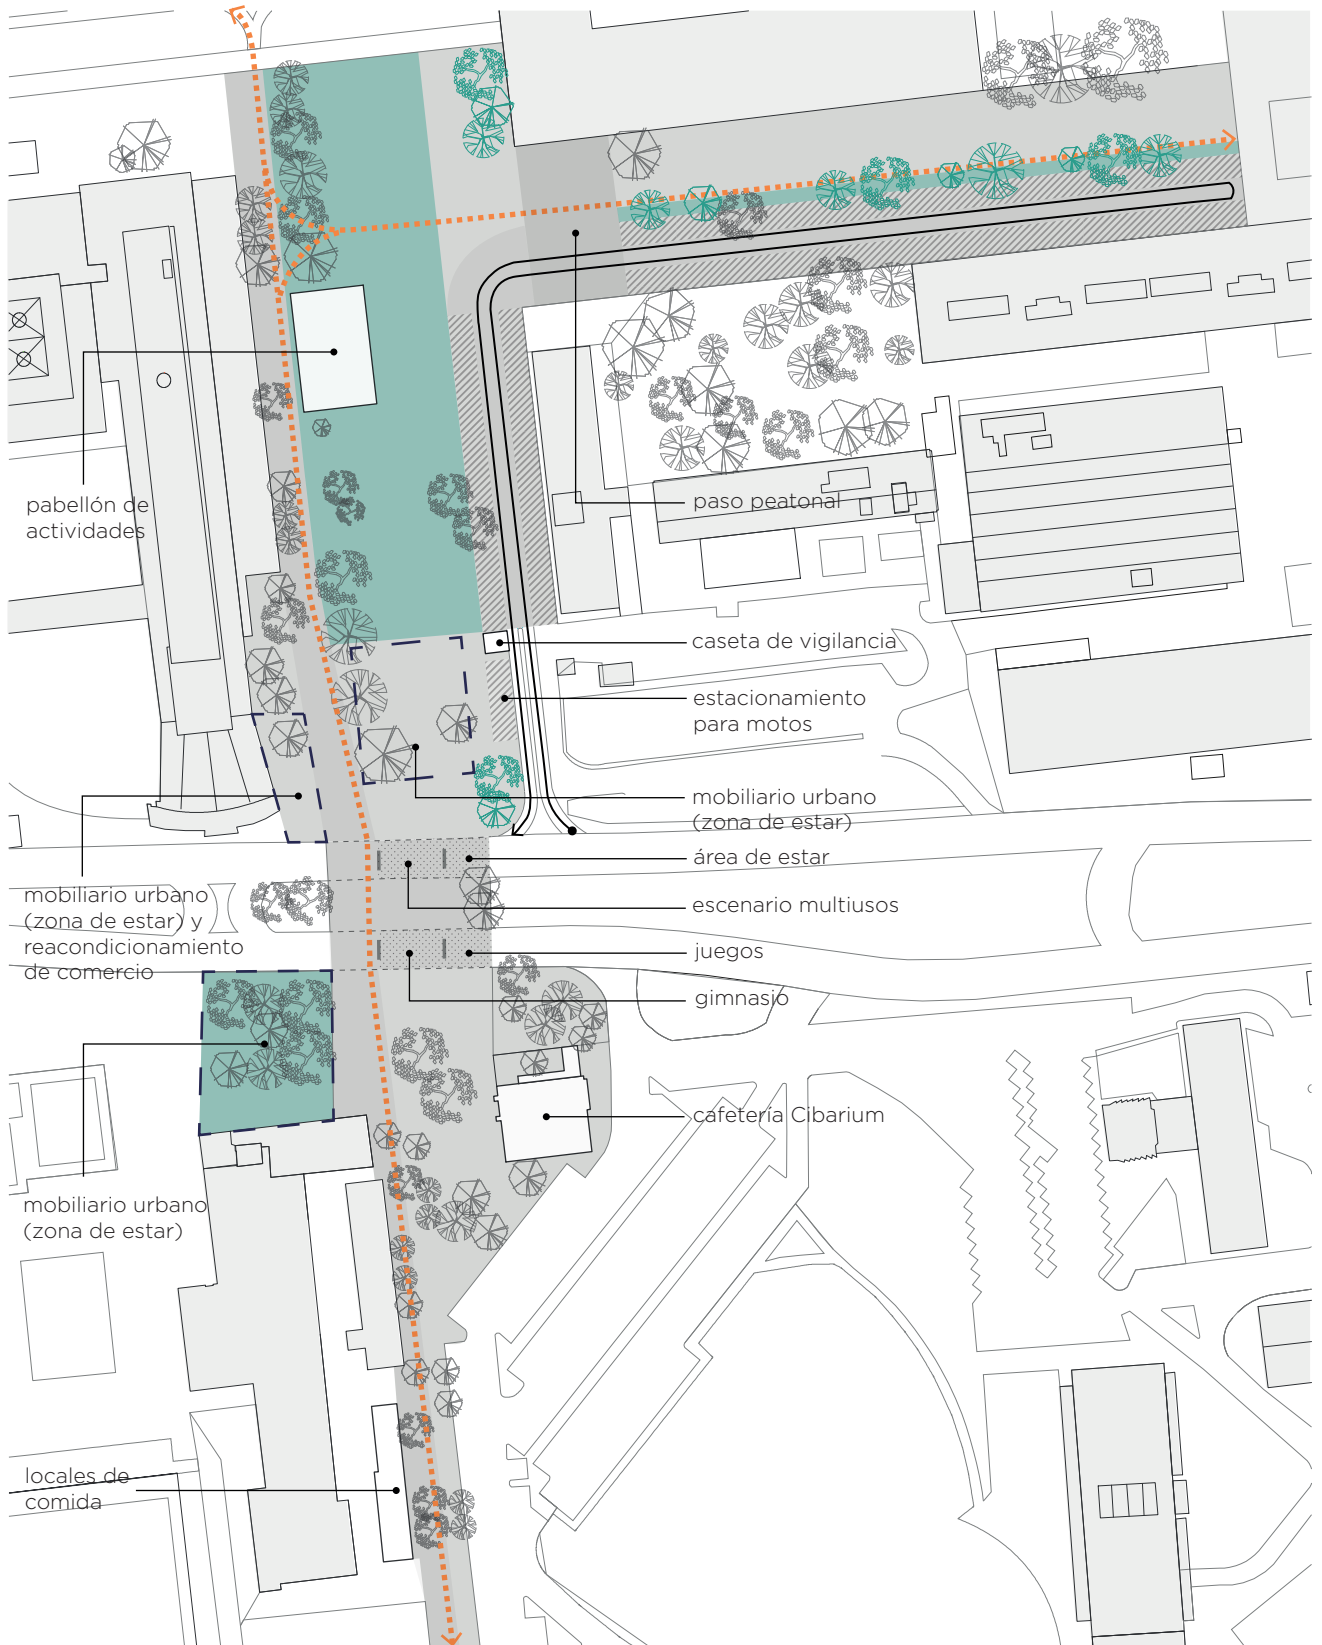 pabellón de
actividades
paso peatonal
caseta de vigilancia
estacionamiento
para motos
mobiliario urbano
(zona de estar)
área de estar
mobiliario urbano
(zona de estar) y
reacondicionamiento
de comercio
escenario multiusos
juegos
gimnasio
cafetería Cibarium
mobiliario urbano
(zona de estar)
locales de
comida